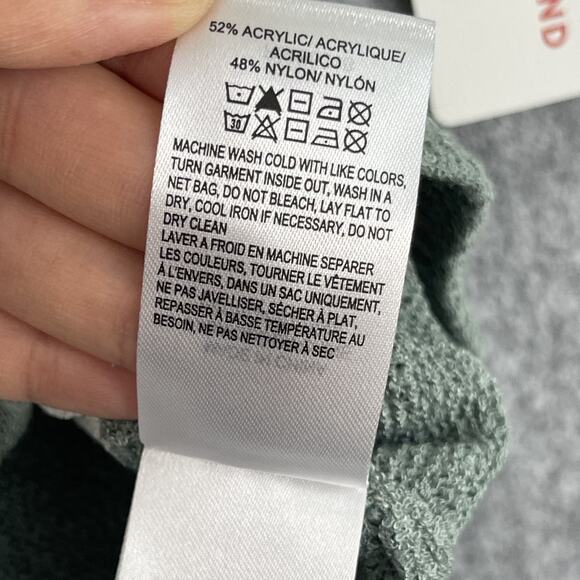 52% ACRYLIC/ ACRYLIQUE/
ACRILICO
48% NYLON/ NYLÓN
30
MACHINE WASH COLD WITH LIKE COLORS,
TURN GARMENT INSIDE OUT, WASH IN A
NET BAG, DO NOT BLEACH, LAY FLAT TO
DRY, COOL IRON IF NECESSARY, DO NOT
DRY CLEAN
LAVER A FROID EN MACHINE SEPARER
LES COULEURS, TOURNER LE VÊTEMENT
À L'ENVERS, DANS UN SAC UNIQUEMENT,
NE PAS JAVELLISER, SÉCHER À PLAT,
REPASSER À BASSE TEMPÉRATURE AU
BESOIN, NE PAS NETTOYER À SEC
ND